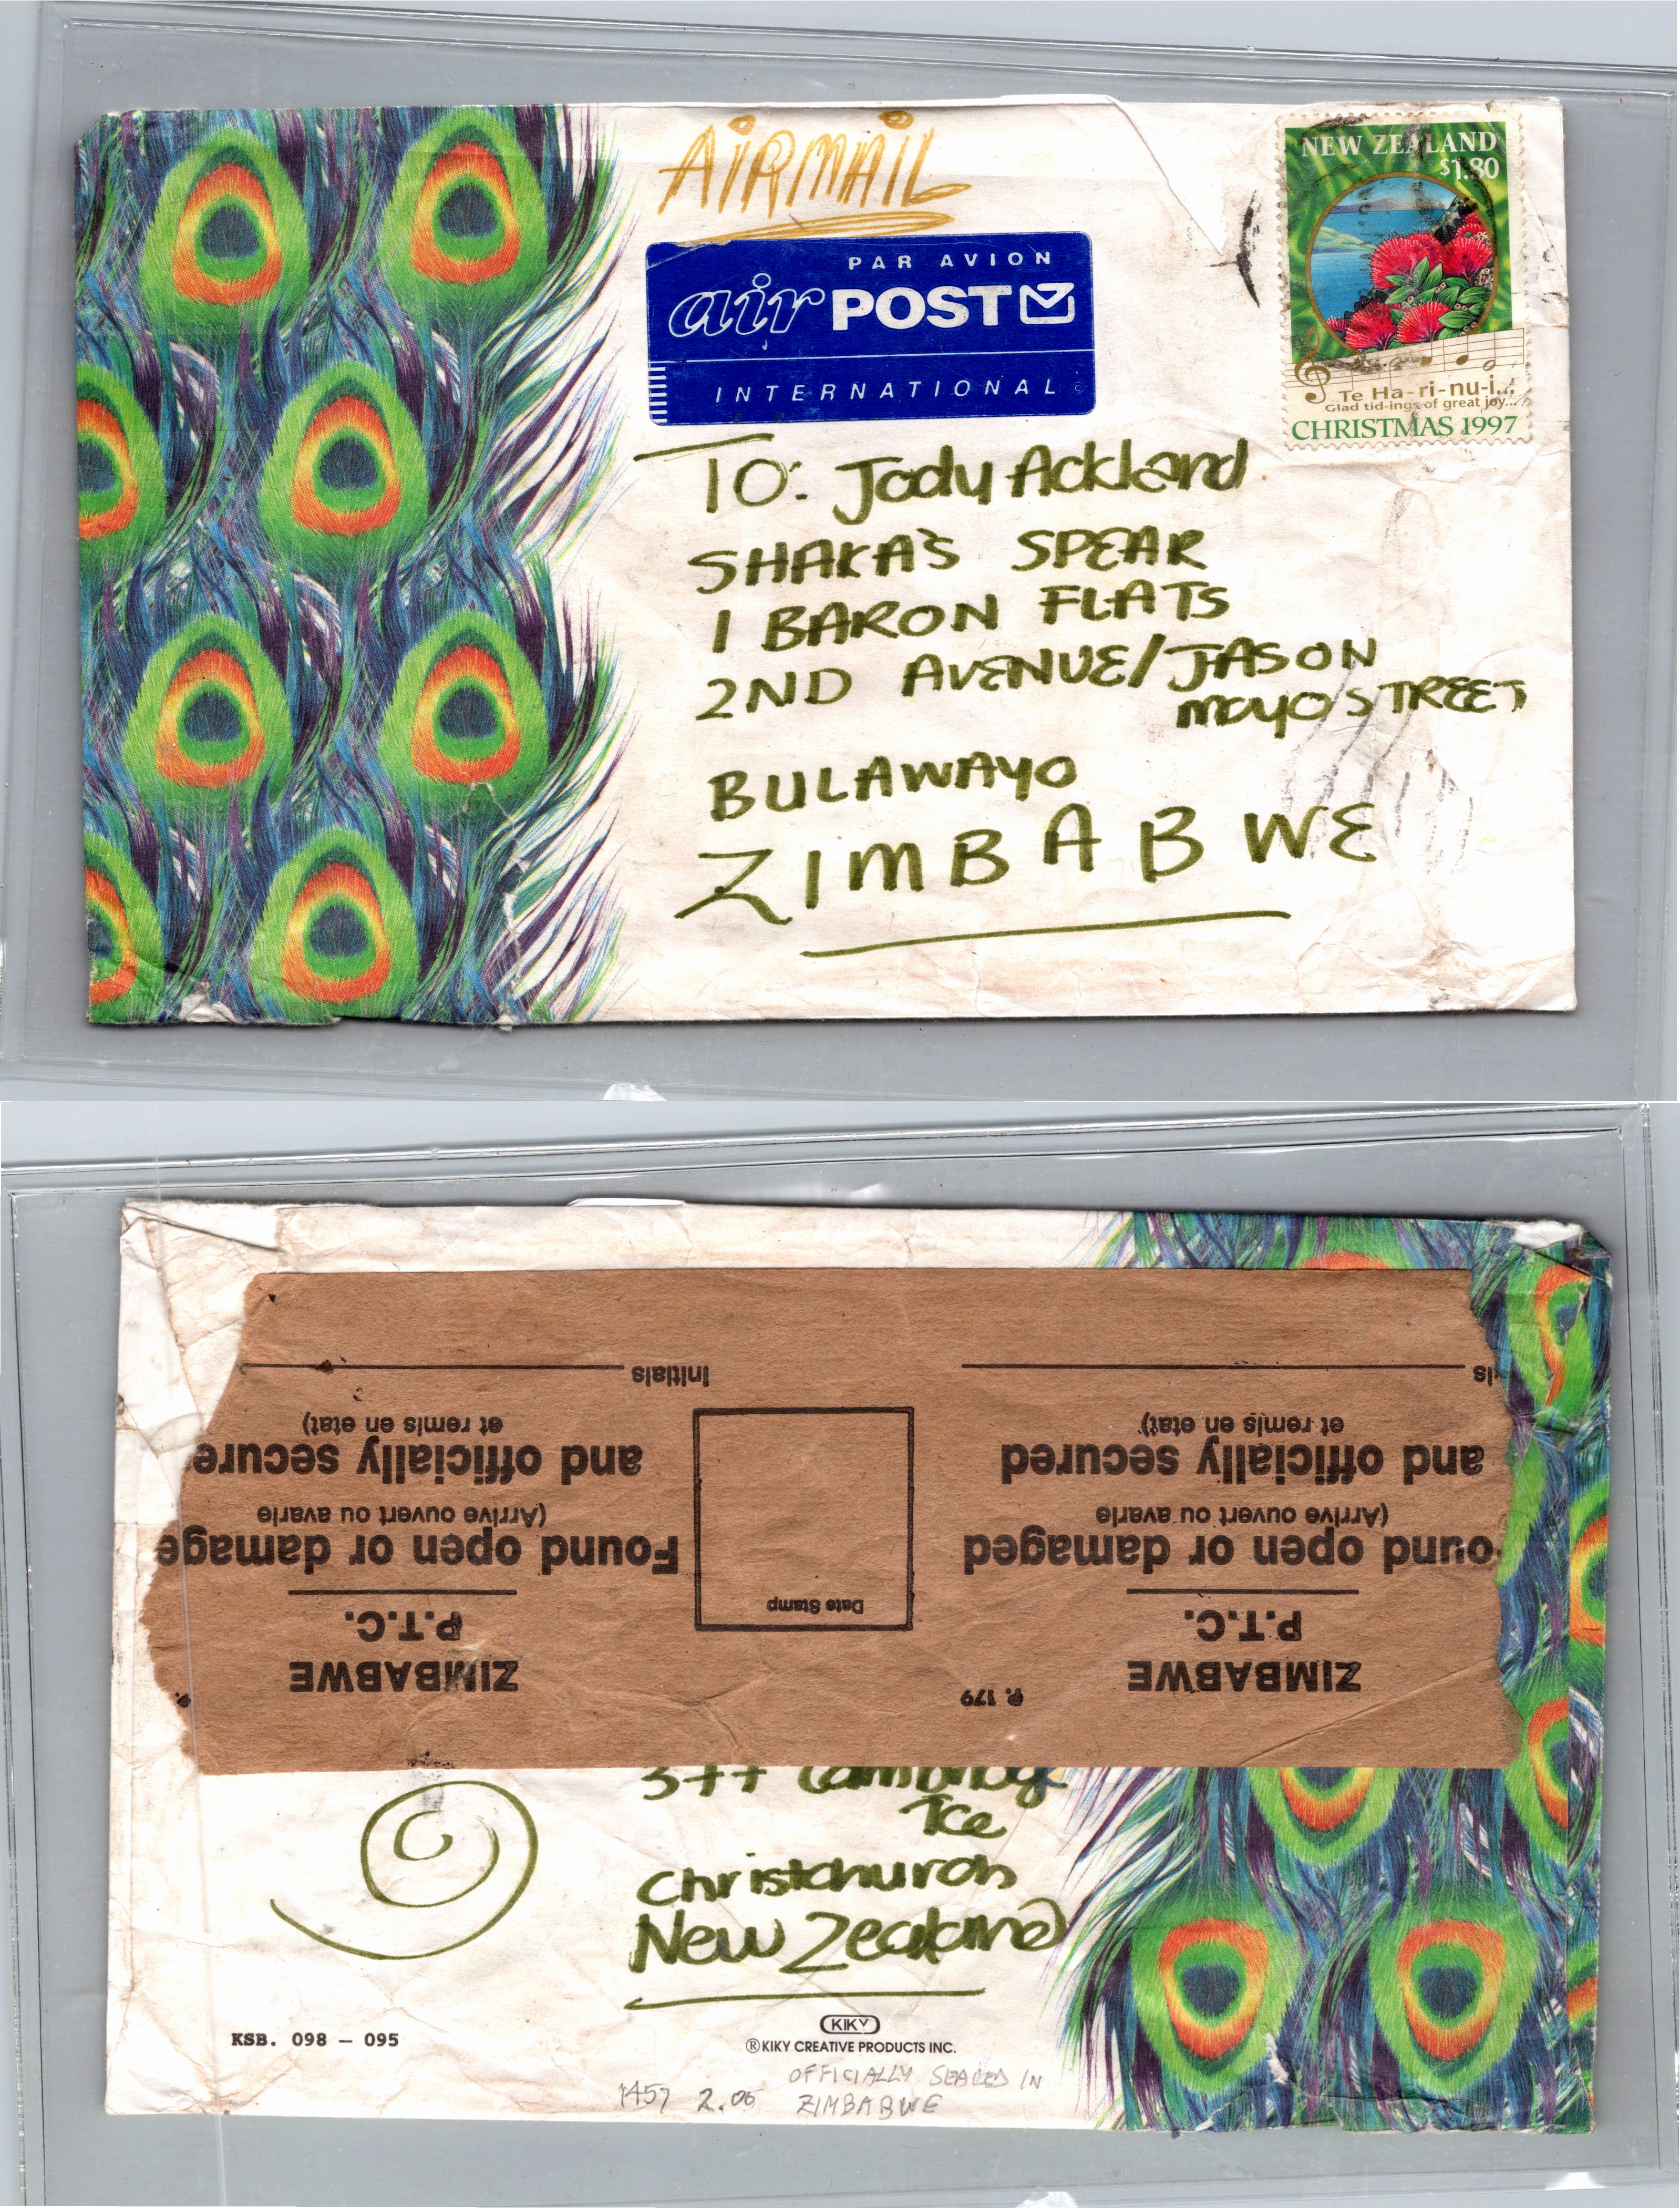 AIRMAIL
PAR AVION
air POST
INTERNATIONAL
NEW ZEALAND
$1.80
Te Ha-ri-nu-i...
Glad tid-ings of great joy...
CHRISTMAS 1997
TO: Jody Ackland
SHAKA'S SPEAR
1 BARON FLATS
2ND AVENUE/JASON
MOYO STREET
BULAWAYO
ZIMBABWE
ZIMBABWE
P.T.C.
Found open or damage
(Arrive ouvert ou avarie
and officially secure
et remis en etat)
Initials
Date Stamp
P. 179
ZIMBABWE
P.T.C.
ound open or damaged
(Arrive ouvert ou avarie
and officially secured
et remis en etat)
ls
P.
377 Cambridge
Tce
Christchurch
New Zealand
KSB. 098 — 095
KIKY
® KIKY CREATIVE PRODUCTS INC.
OFFICIALLY SEALED IN
1457 2.00 ZIMBABWE